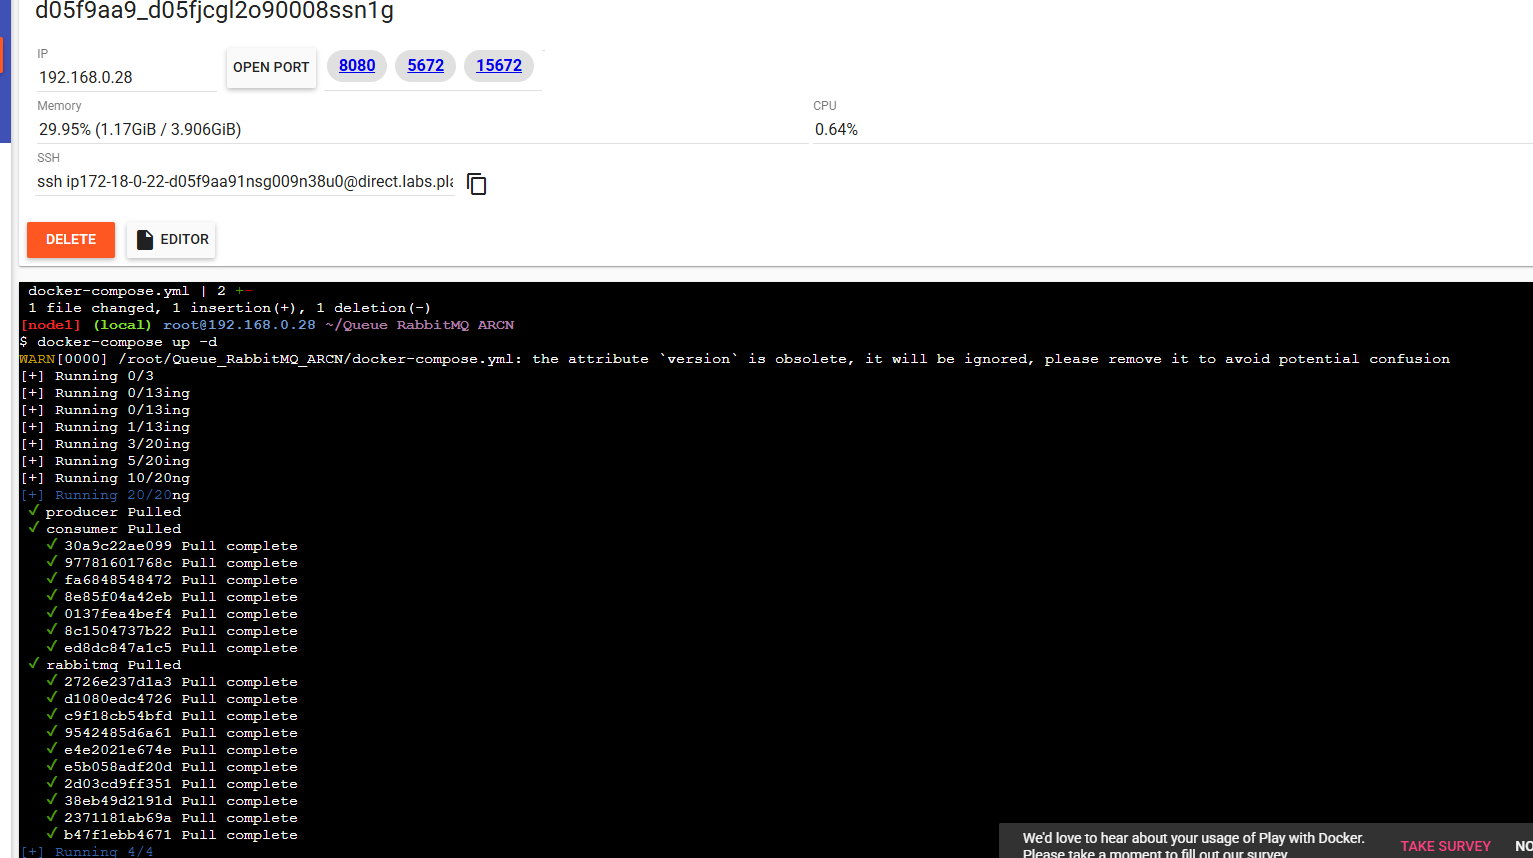 d05f9aa9_d05fjcgl2o90008ssn1g
IP
192.168.0.28
OPEN PORT
8080
5672
15672
Memory
29.95% (1.17GiB / 3.906GiB)
CPU
0.64%
SSH
ssh ip172-18-0-22-d05f9aa91nsg009n38u0@direct.labs.pla
DELETE
EDITOR
docker-compose.yml | 2 +-
1 file changed, 1 insertion(+), 1 deletion(-)
[node1] (local) root@192.168.0.28 ~/Queue_RabbitMQ_ARCN
$ docker-compose up -d
WARN[0000] /root/Queue_RabbitMQ_ARCN/docker-compose.yml: the attribute `version` is obsolete, it will be ignored, please remove it to avoid potential confusion
[+] Running 0/3
[+] Running 0/13ing
[+] Running 0/13ing
[+] Running 1/13ing
[+] Running 3/20ing
[+] Running 5/20ing
[+] Running 10/20ng
[+] Running 20/20ng
✓ producer Pulled
✓ consumer Pulled
✓ 30a9c22ae099 Pull complete
✓ 97781601768c Pull complete
✓ fa6848548472 Pull complete
✓ 8e85f04a42eb Pull complete
✓ 0137fea4bef4 Pull complete
✓ 8c1504737b22 Pull complete
✓ ed8dc847a1c5 Pull complete
✓ rabbitmq Pulled
✓ 2726e237d1a3 Pull complete
✓ d1080edc4726 Pull complete
✓ c9f18cb54bfd Pull complete
✓ 9542485d6a61 Pull complete
✓ e4e2021e674e Pull complete
✓ e5b058adf20d Pull complete
✓ 2d03cd9ff351 Pull complete
✓ 38eb49d2191d Pull complete
✓ 2371181ab69a Pull complete
✓ b47f1ebb4671 Pull complete
[+] Running 4/4
We'd love to hear about your usage of Play with Docker.
Please take a moment to fill out our survey
TAKE SURVEY
NO